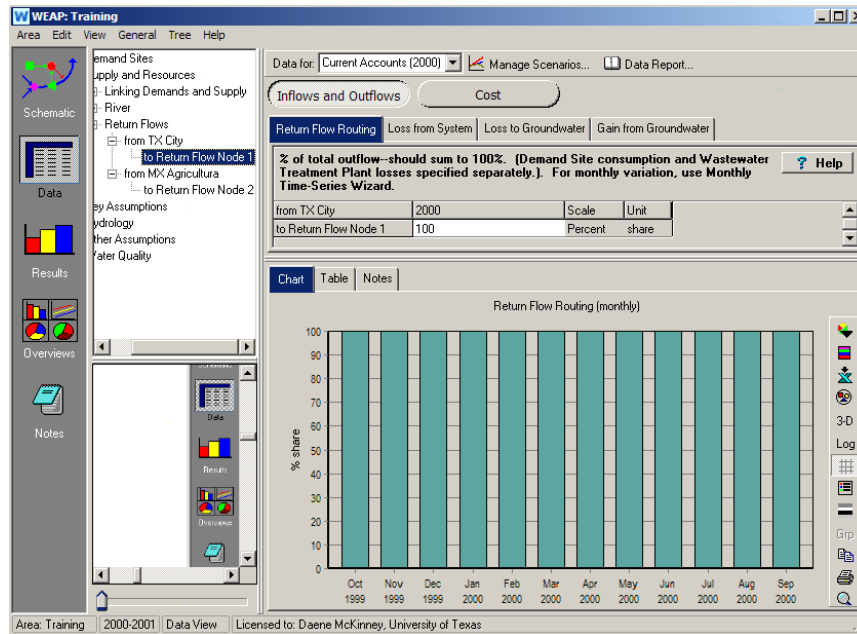 WEAP: Training
Area Edit View General Tree Help
Schematic
Data
Results
Overviews
Notes
emand Sites
upply and Resources
Linking Demands and Supply
River
Return Flows
from TX City
to Return Flow Node 1
from MX Agricultura
to Return Flow Node 2
ey Assumptions
ydrology
ther Assumptions
Water Quality
Data
Results
Overviews
Data for: Current Accounts (2000) Manage Scenarios... Data Report...
Inflows and Outflows Cost
Return Flow Routing Loss from System Loss to Groundwater Gain from Groundwater
% of total outflow--should sum to 100%. (Demand Site consumption and Wastewater
Treatment Plant losses specified separately.). For monthly variation, use Monthly
Time-Series Wizard.
? Help
from TX City 2000 Scale Unit
to Return Flow Node 1 100 Percent share
Chart Table Notes
Return Flow Routing (monthly)
% share
100
90
80
70
60
50
40
30
20
10
0
Oct Nov Dec Jan Feb Mar Apr May Jun Jul Aug Sep
1999 1999 1999 2000 2000 2000 2000 2000 2000 2000 2000 2000
3-D
Log
Grp
Area: Training 2000-2001 Data View Licensed to: Daene McKinney, University of Texas